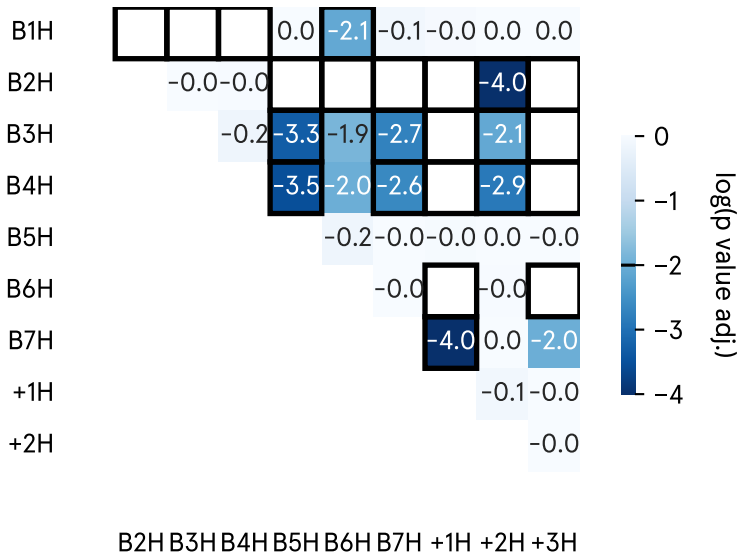 B1H 0.0 -2.1 -0.1 -0.0 0.0 0.0
B2H -0.0 -0.0 -4.0
B3H -0.2 -3.3 -1.9 -2.7 -2.1
B4H -3.5 -2.0 -2.6 -2.9
B5H -0.2 -0.0 -0.0 0.0 -0.0
B6H -0.0 -0.0
B7H -4.0 0.0 -2.0
+1H -0.1 -0.0
+2H -0.0
B2H B3H B4H B5H B6H B7H +1H +2H +3H
0
-1
-2
-3
-4
log(p value adj.)